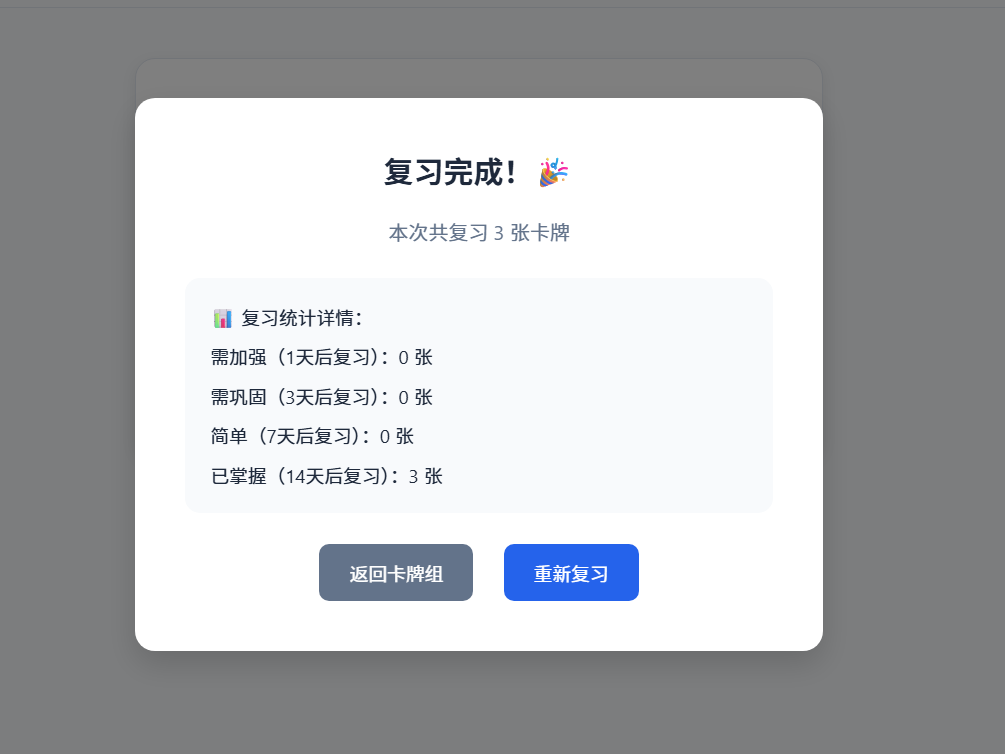 复习完成！🎉
本次共复习 3 张卡牌
📊 复习统计详情：
需加强（1天后复习）：0 张
需巩固（3天后复习）：0 张
简单（7天后复习）：0 张
已掌握（14天后复习）：3 张
返回卡牌组
重新复习